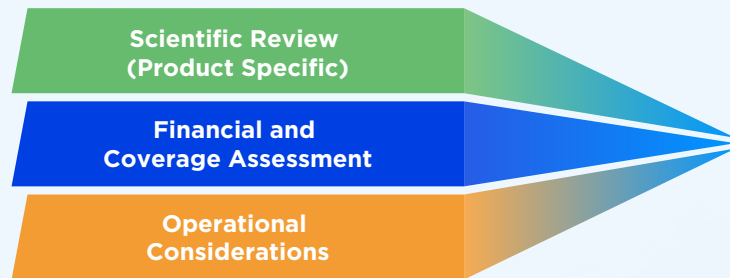 Scientific Review
(Product Specific)
Financial and
Coverage Assessment
Operational
Considerations